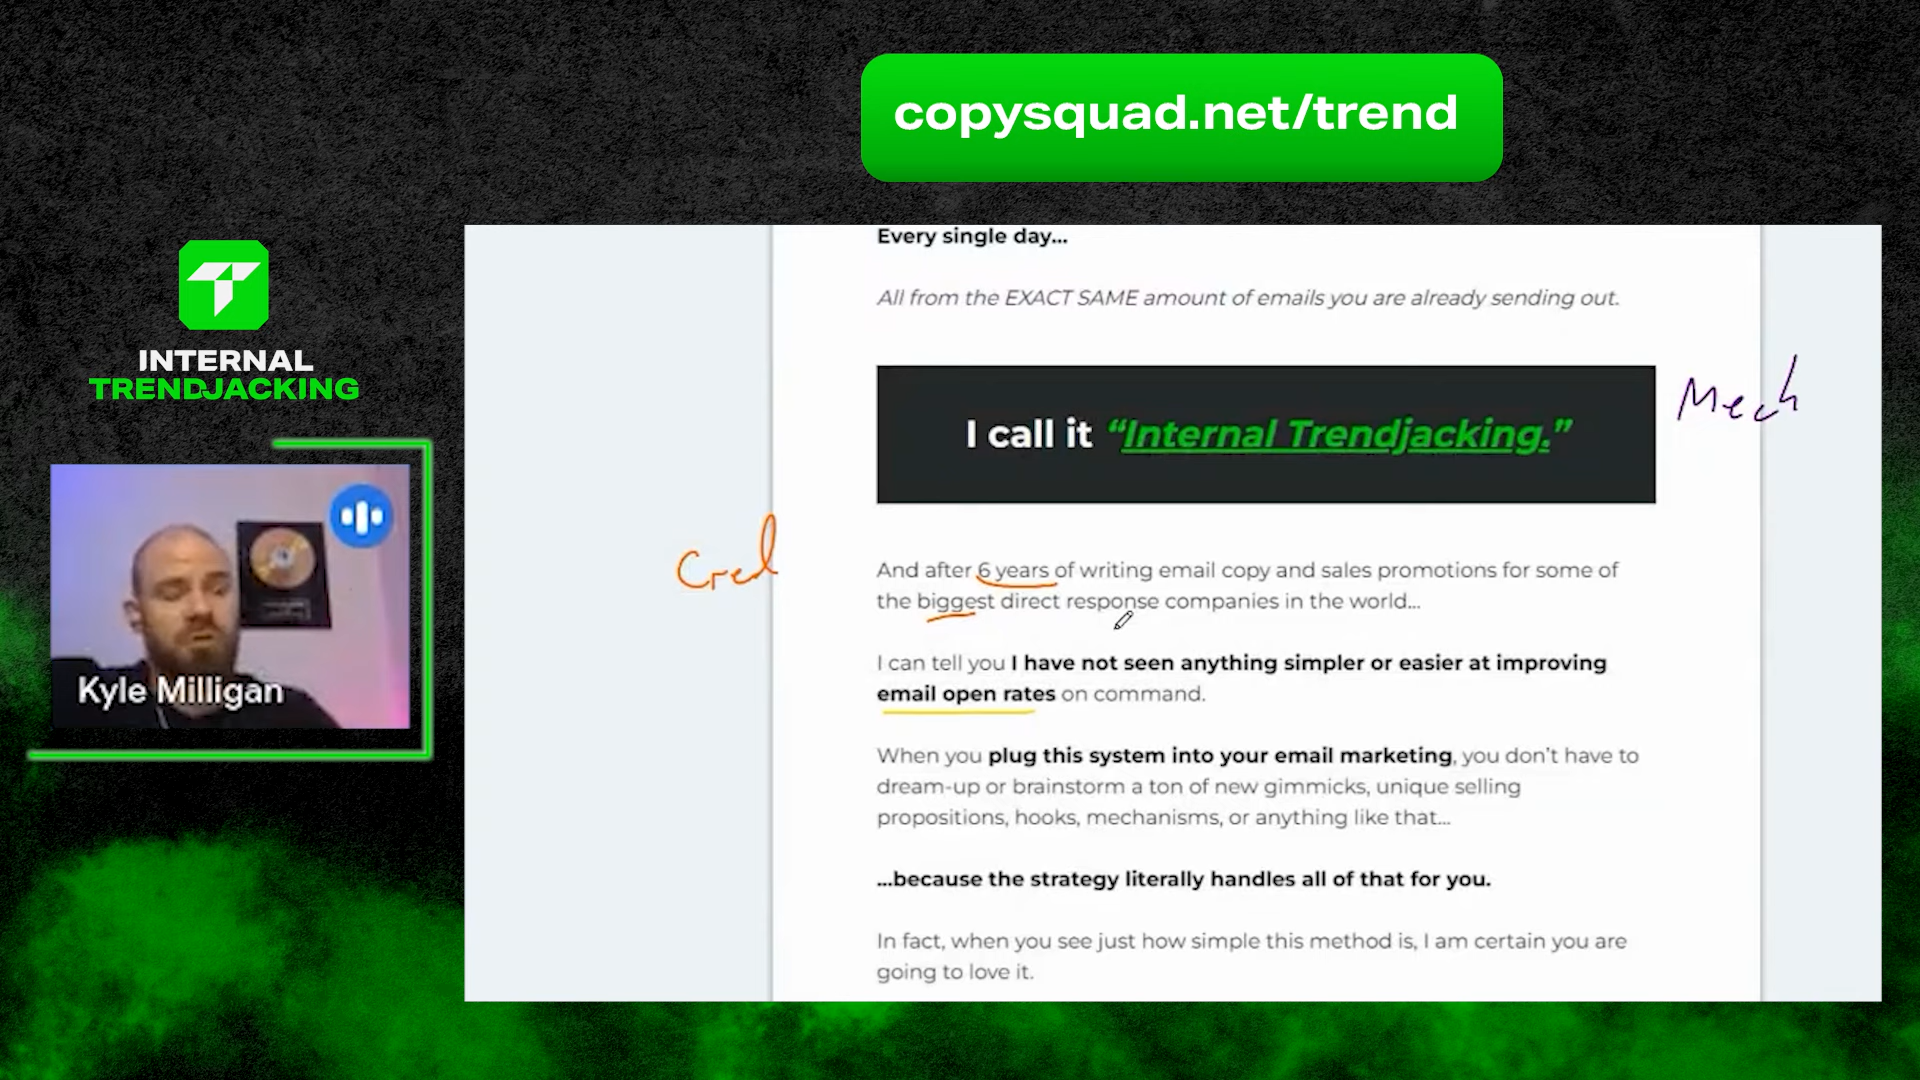 copysquad.net/trend
INTERNAL
TRENDJACKING
Kyle Milligan
Every single day...
All from the EXACT SAME amount of emails you are already sending out.
I call it “Internal Trendjacking.”
Mech
Cred
And after 6 years of writing email copy and sales promotions for some of
the biggest direct response companies in the world...
I can tell you I have not seen anything simpler or easier at improving
email open rates on command.
When you plug this system into your email marketing, you don’t have to
dream-up or brainstorm a ton of new gimmicks, unique selling
propositions, hooks, mechanisms, or anything like that...
...because the strategy literally handles all of that for you.
In fact, when you see just how simple this method is, I am certain you are
going to love it.